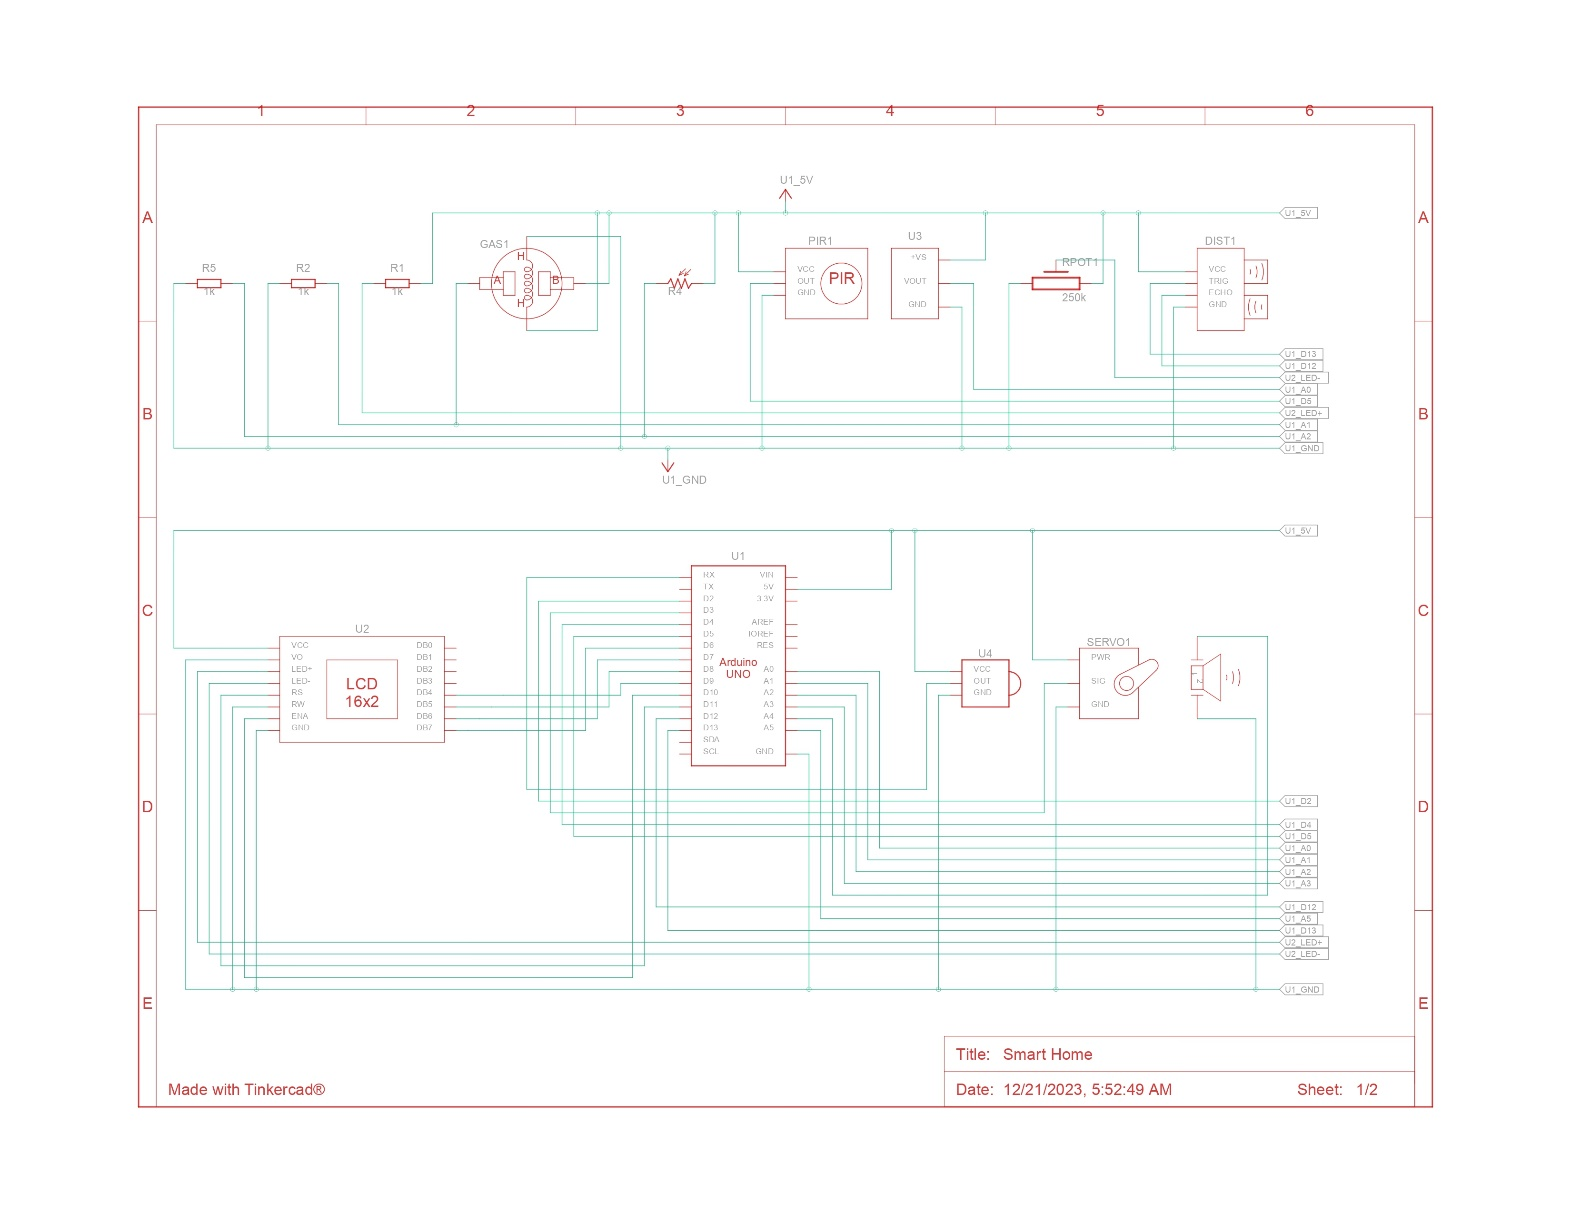 1 2 3 4 5 6
A A
B B
C C
D D
E E
U1_5V
U1_5V
R5
1k
R2
1k
R1
1k
GAS1
H
A B
H
R4
PIR1
VCC
OUT
GND
PIR
U3
+VS
VOUT
GND
RPOT1
250k
DIST1
VCC
TRIG
ECHO
GND
U1_D13
U1_D12
U2_LED-
U1_A0
U1_D5
U2_LED+
U1_A1
U1_A2
U1_GND
U1_GND
U1_5V
U2
VCC
VO
LED+
LED-
RS
RW
ENA
GND
LCD
16x2
DB0
DB1
DB2
DB3
DB4
DB5
DB6
DB7
U1
RX
TX
D2
D3
D4
D5
D6
D7
D8
D9
D10
D11
D12
D13
SDA
SCL
Arduino
UNO
VIN
5V
3.3V
AREF
IOREF
RES
A0
A1
A2
A3
A4
A5
GND
U4
VCC
OUT
GND
SERVO1
PWR
SIG
GND
U1_D2
U1_D4
U1_D5
U1_A0
U1_A1
U1_A2
U1_A3
U1_D12
U1_A5
U1_D13
U2_LED+
U2_LED-
U1_GND
Title: Smart Home
Made with Tinkercad®
Date: 12/21/2023, 5:52:49 AM
Sheet: 1/2